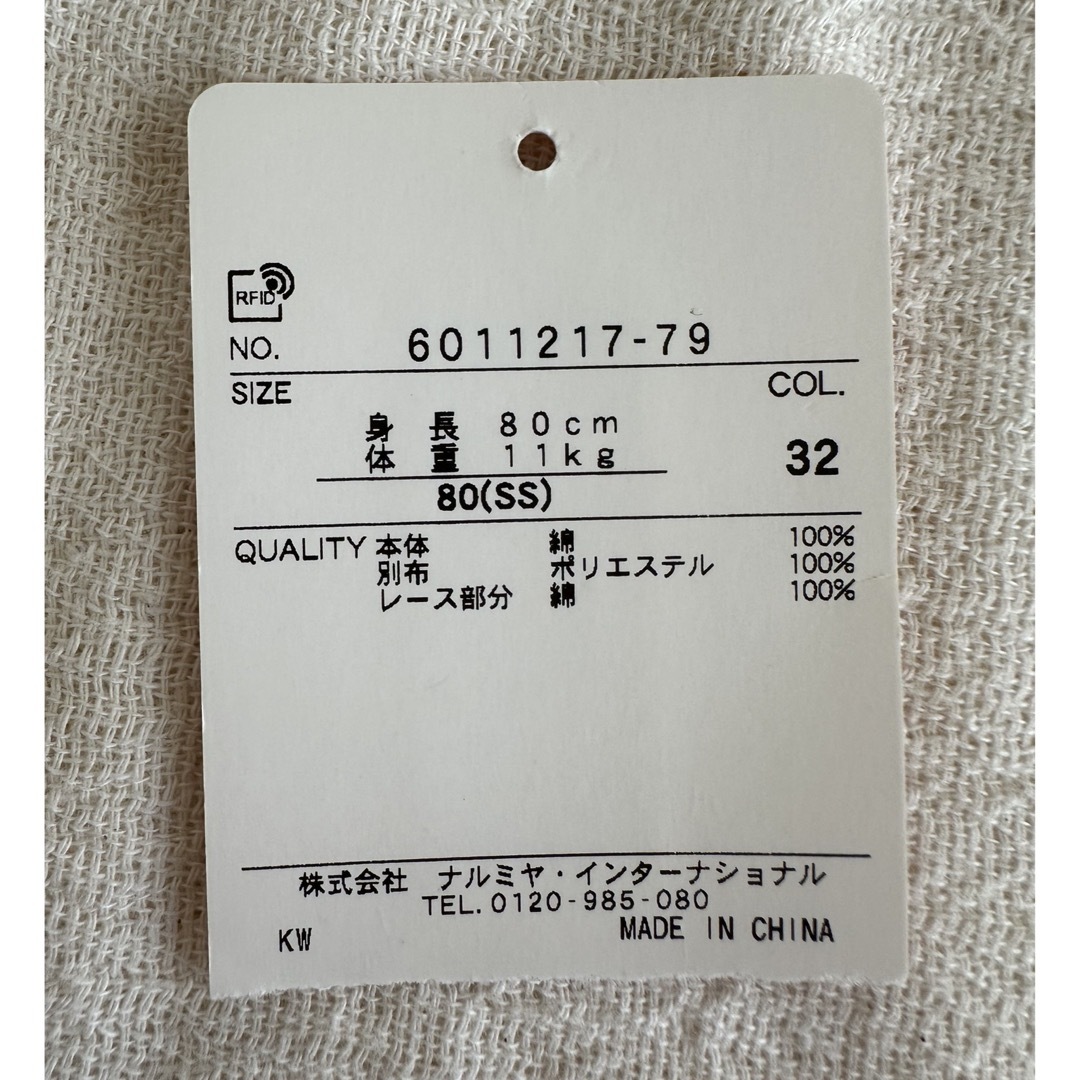 RFID
NO. 6011217-79
SIZE COL.
身長 80cm
体重 11kg 32
80(SS)
QUALITY 本体 綿 100%
別布 ポリエステル 100%
レース部分 綿 100%
株式会社 ナルミヤ・インターナショナル
TEL.0120-985-080
KW MADE IN CHINA